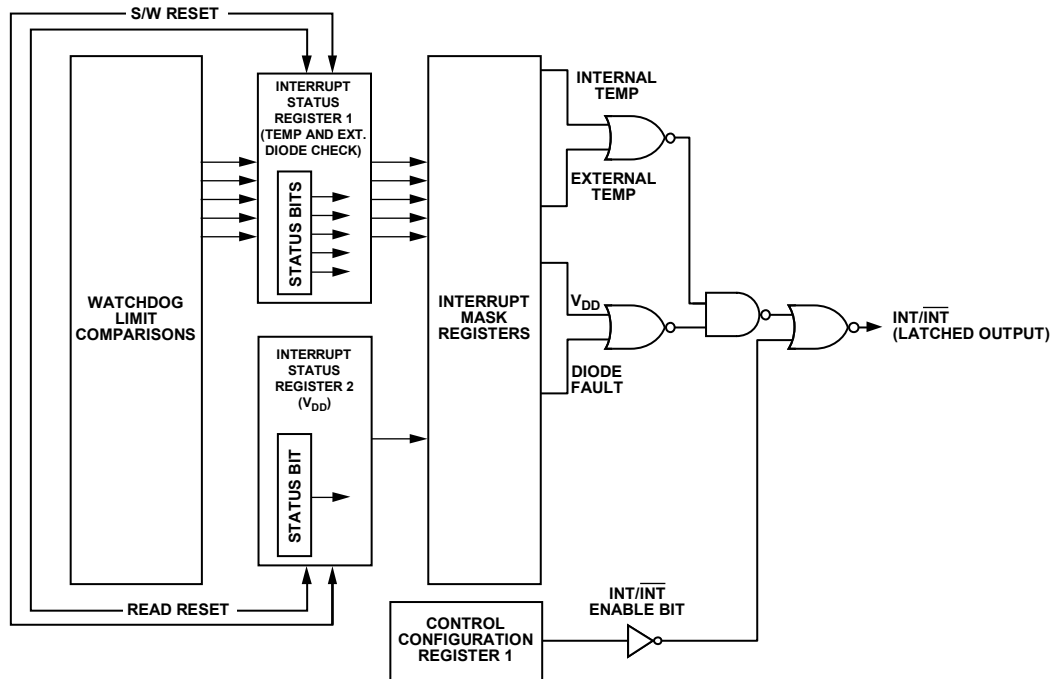 S/W RESET
INTERRUPT
STATUS
REGISTER 1
(TEMP AND EXT.
DIODE CHECK)
STATUS BITS
WATCHDOG
LIMIT
COMPARISONS
INTERRUPT
STATUS
REGISTER 2
(VDD)
STATUS BIT
READ RESET
INTERRUPT
MASK
REGISTERS
INTERNAL
TEMP
EXTERNAL
TEMP
VDD
DIODE
FAULT
INT/INT
(LATCHED OUTPUT)
INT/INT
ENABLE BIT
CONTROL
CONFIGURATION
REGISTER 1